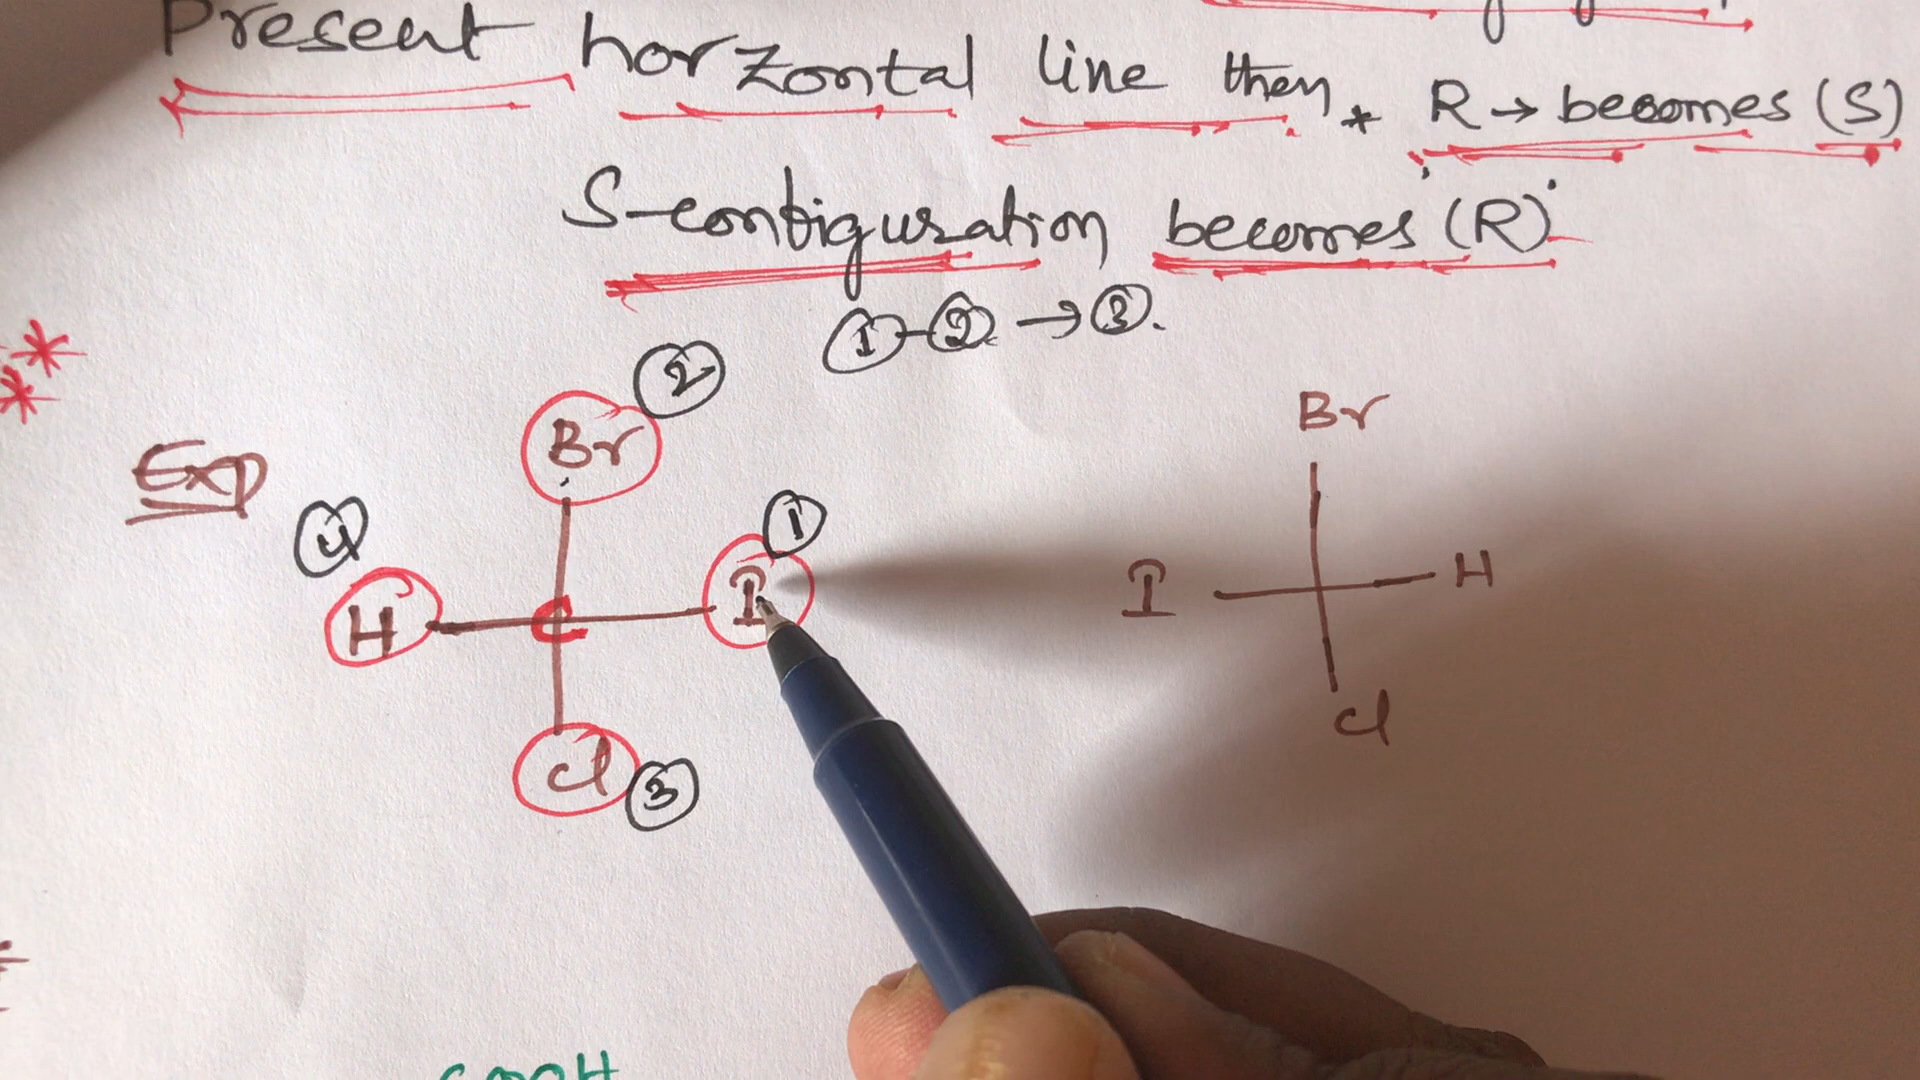 Present horzontal line then * R → becomes (S)
S-configuration becomes (R)
① - ② → ③.
**
Exp
Br ②
④ H C I ①
Cl ③
Br
I H
Cl
COOH